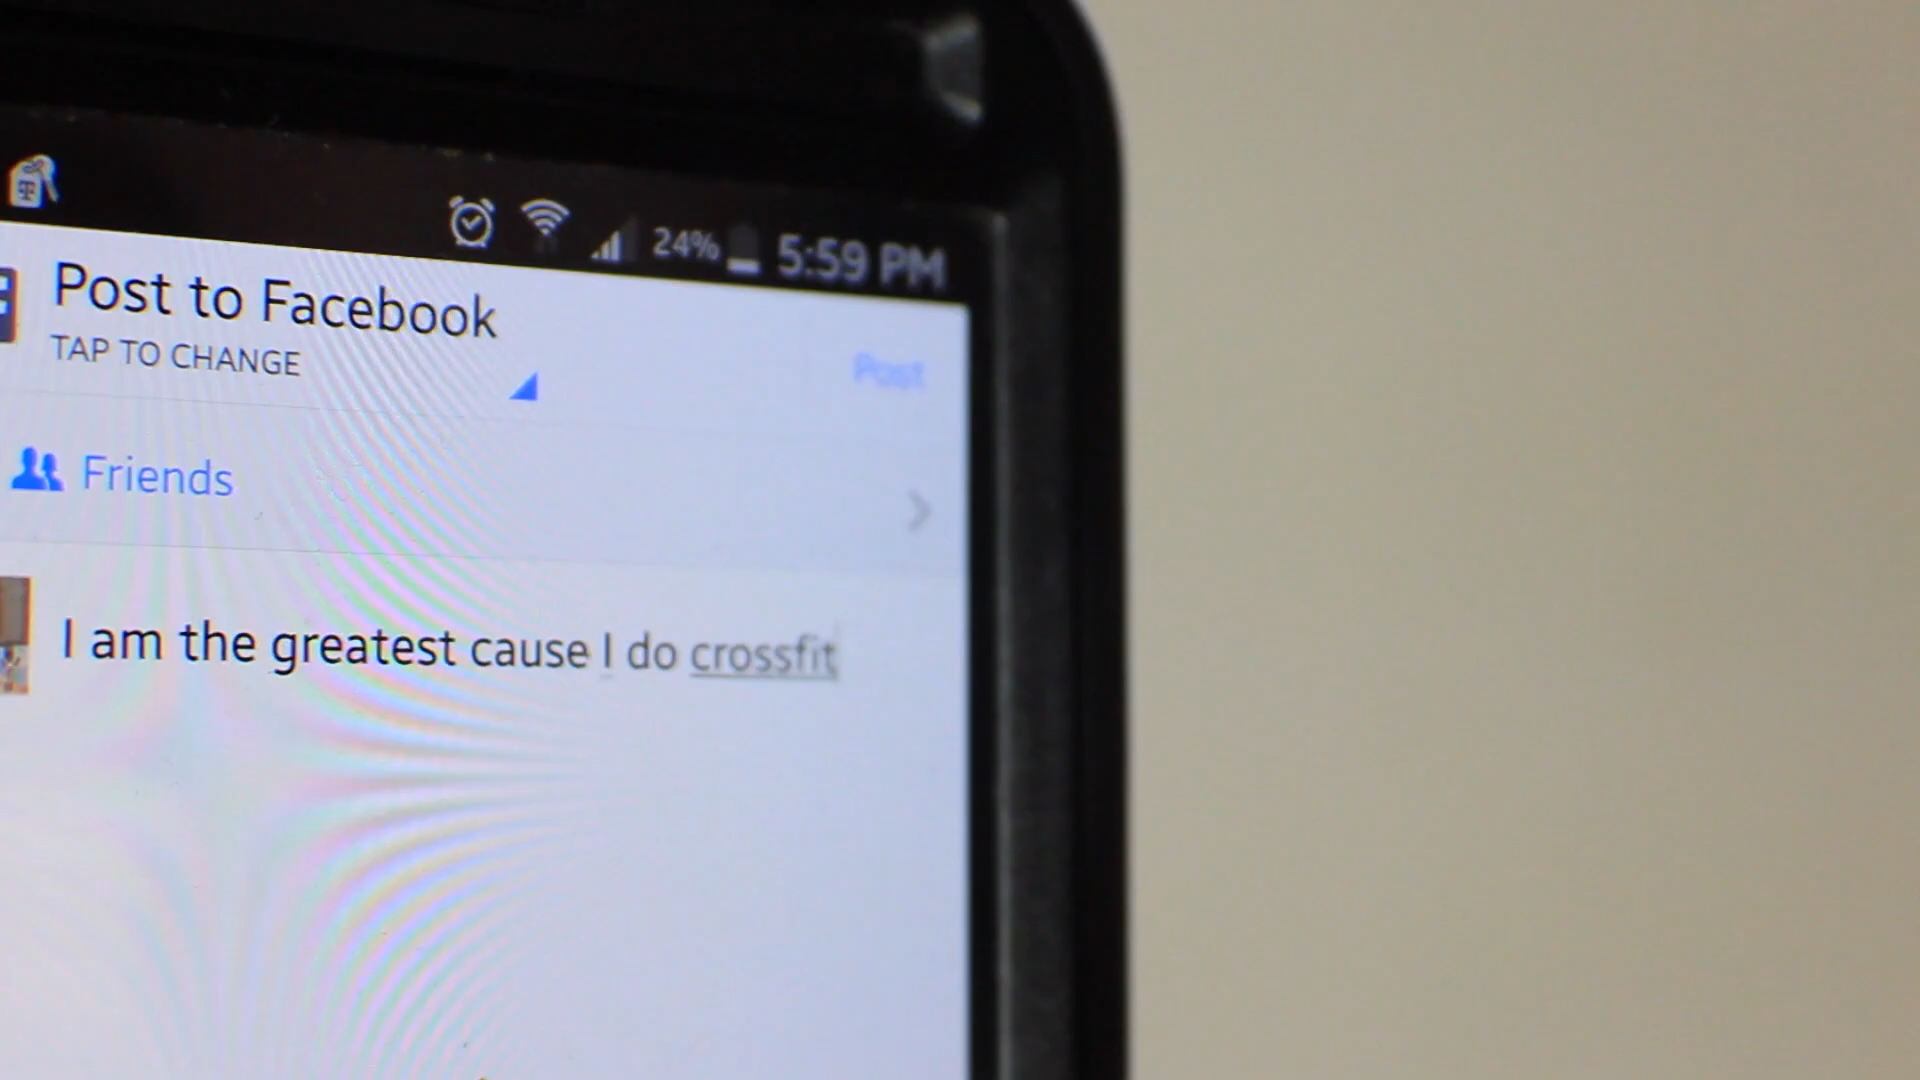 24% 5:59 PM
Post to Facebook
TAP TO CHANGE
Post
Friends
I am the greatest cause I do crossfit